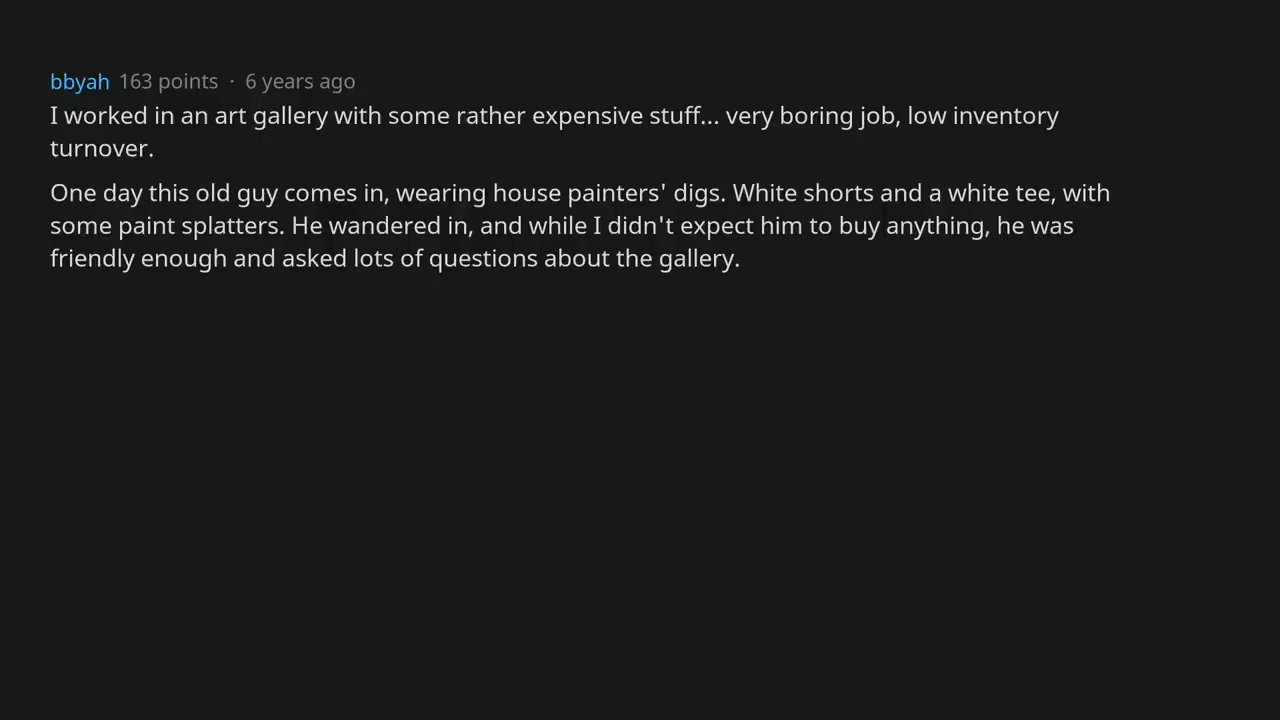 bbyah 163 points · 6 years ago
I worked in an art gallery with some rather expensive stuff... very boring job, low inventory
turnover.
One day this old guy comes in, wearing house painters' digs. White shorts and a white tee, with
some paint splatters. He wandered in, and while I didn't expect him to buy anything, he was
friendly enough and asked lots of questions about the gallery.